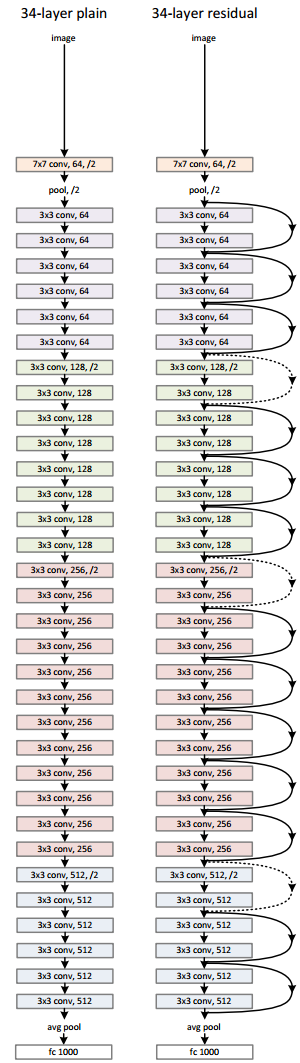 34-layer plain
image
7x7 conv, 64, /2
pool, /2
3x3 conv, 64
3x3 conv, 64
3x3 conv, 64
3x3 conv, 64
3x3 conv, 64
3x3 conv, 64
3x3 conv, 128, /2
3x3 conv, 128
3x3 conv, 128
3x3 conv, 128
3x3 conv, 128
3x3 conv, 128
3x3 conv, 128
3x3 conv, 128
3x3 conv, 256, /2
3x3 conv, 256
3x3 conv, 256
3x3 conv, 256
3x3 conv, 256
3x3 conv, 256
3x3 conv, 256
3x3 conv, 256
3x3 conv, 256
3x3 conv, 256
3x3 conv, 256
3x3 conv, 256
3x3 conv, 512, /2
3x3 conv, 512
3x3 conv, 512
3x3 conv, 512
3x3 conv, 512
3x3 conv, 512
avg pool
fc 1000
34-layer residual
image
7x7 conv, 64, /2
pool, /2
3x3 conv, 64
3x3 conv, 64
3x3 conv, 64
3x3 conv, 64
3x3 conv, 64
3x3 conv, 64
3x3 conv, 128, /2
3x3 conv, 128
3x3 conv, 128
3x3 conv, 128
3x3 conv, 128
3x3 conv, 128
3x3 conv, 128
3x3 conv, 128
3x3 conv, 256, /2
3x3 conv, 256
3x3 conv, 256
3x3 conv, 256
3x3 conv, 256
3x3 conv, 256
3x3 conv, 256
3x3 conv, 256
3x3 conv, 256
3x3 conv, 256
3x3 conv, 256
3x3 conv, 256
3x3 conv, 512, /2
3x3 conv, 512
3x3 conv, 512
3x3 conv, 512
3x3 conv, 512
3x3 conv, 512
avg pool
fc 1000